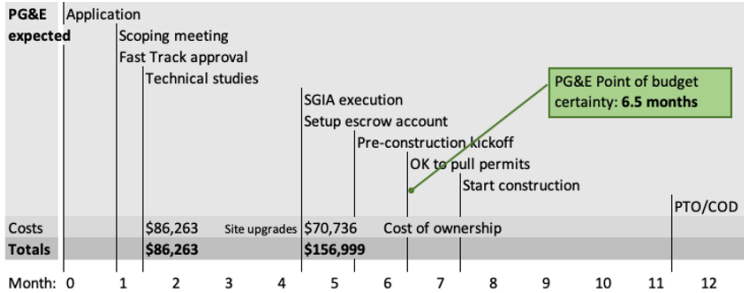 PG&E
expected
Application
Scoping meeting
Fast Track approval
Technical studies
SGIA execution
Setup escrow account
Pre-construction kickoff
OK to pull permits
Start construction
PTO/COD
PG&E Point of budget
certainty: 6.5 months
Costs $86,263 Site upgrades $70,736 Cost of ownership
Totals $86,263 $156,999
Month: 0 1 2 3 4 5 6 7 8 9 10 11 12